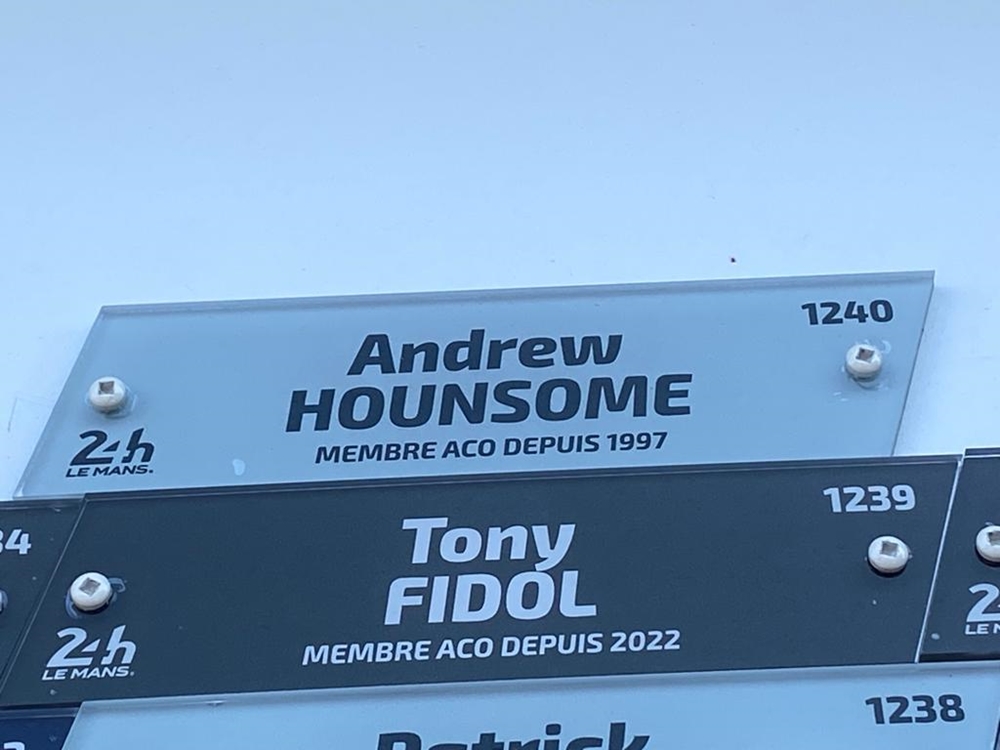 1240
Andrew
HOUNSOME
MEMBRE ACO DEPUIS 1997
24h
LE MANS.
1239
Tony
FIDOL
MEMBRE ACO DEPUIS 2022
24h
LE MANS.
1238
Patrick